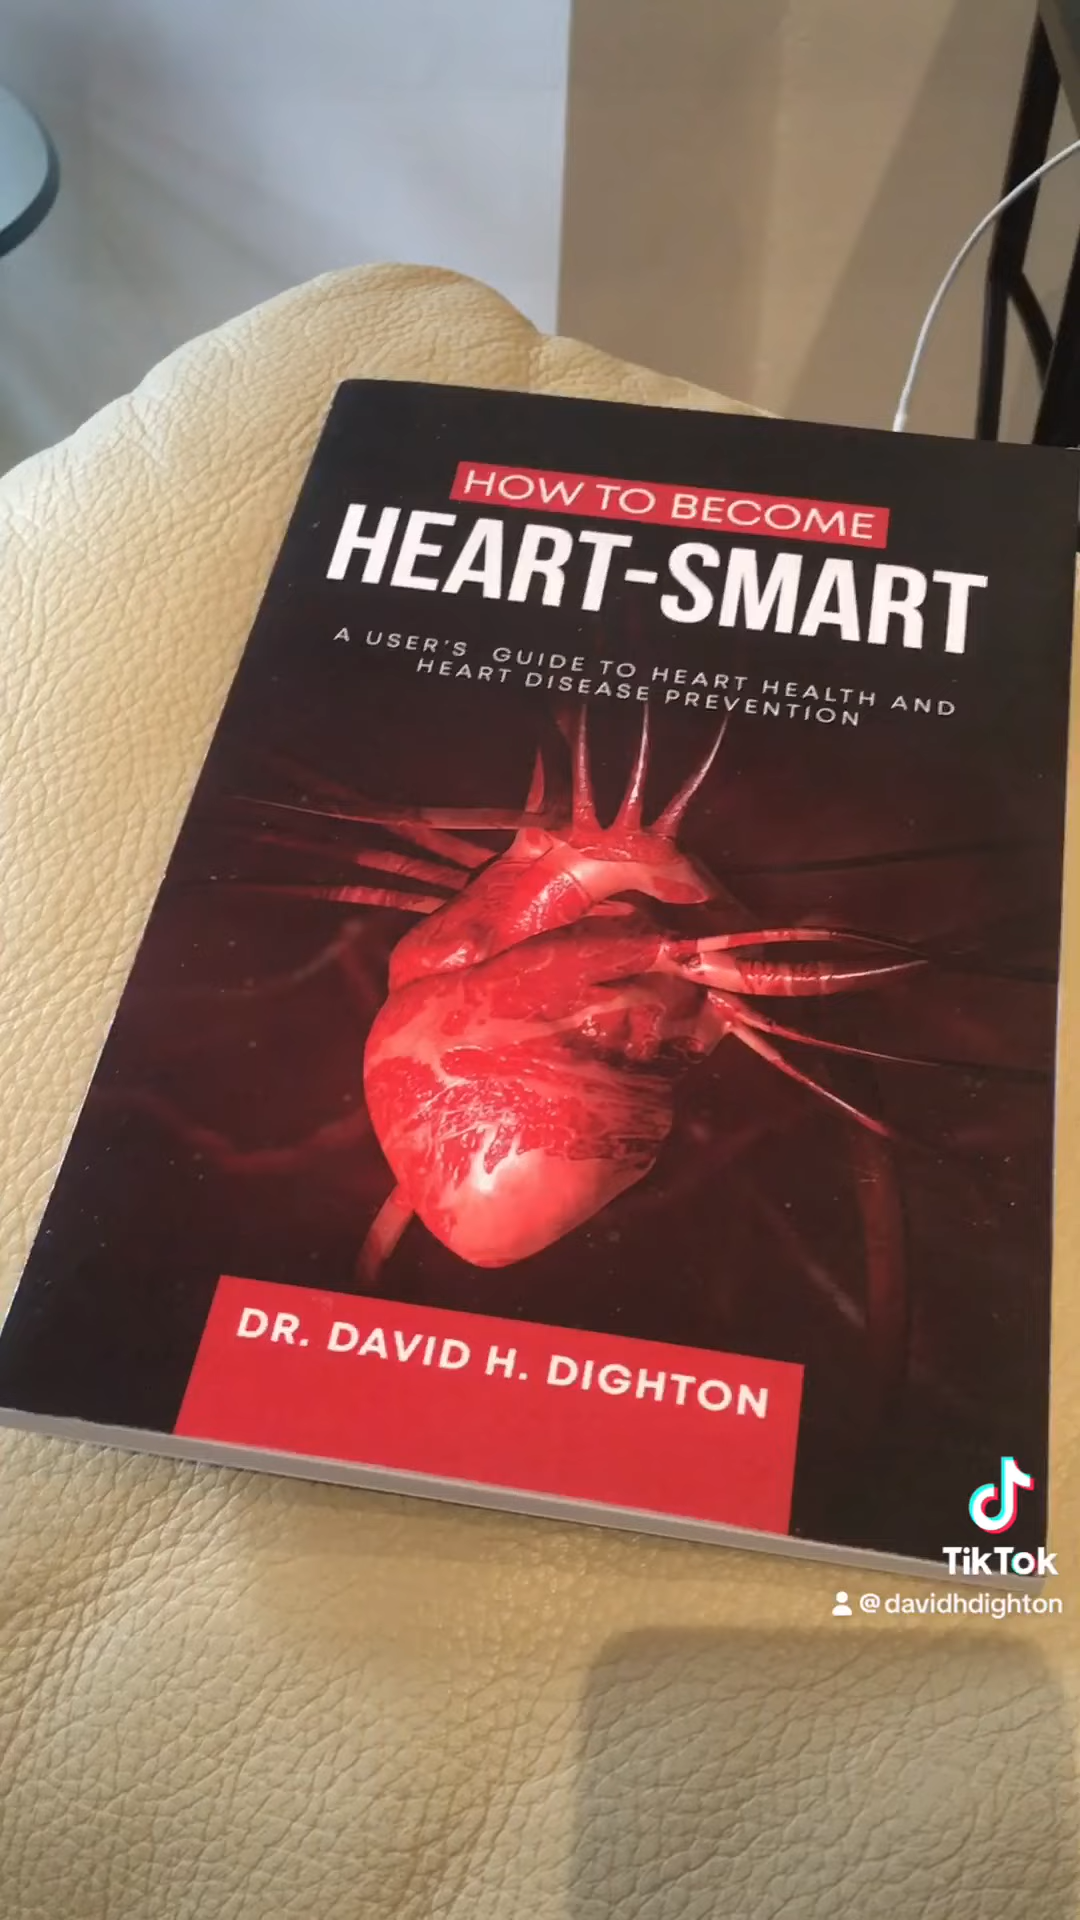 HOW TO BECOME
HEART-SMART
A USER'S GUIDE TO HEART HEALTH AND
HEART DISEASE PREVENTION
DR. DAVID H. DIGHTON
TikTok
@davidhdighton